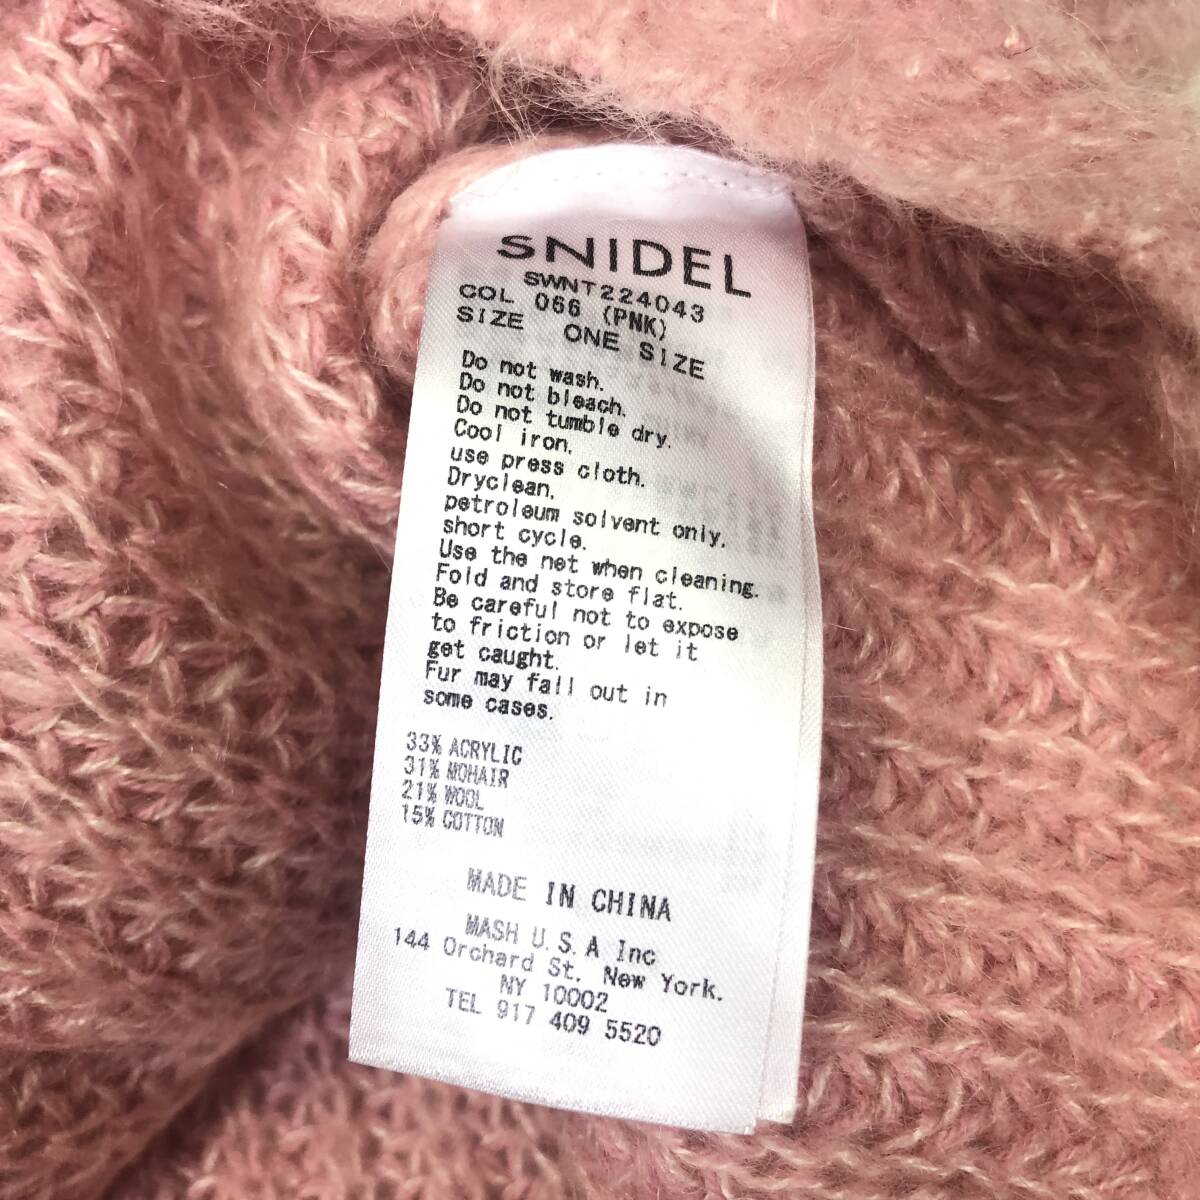 SNIDEL
SWNT224043
COL 066 (PNK)
SIZE ONE SIZE
Do not wash.
Do not bleach.
Do not tumble dry.
Cool iron,
use press cloth.
Dryclean,
petroleum solvent only,
short cycle.
Use the net when cleaning.
Fold and store flat.
Be careful not to expose
to friction or let it
get caught.
Fur may fall out in
some cases.
33% ACRYLIC
31% MOHAIR
21% WOOL
15% COTTON
MADE IN CHINA
MASH U.S.A Inc
144 Orchard St. New York.
NY 10002
TEL 917 409 5520